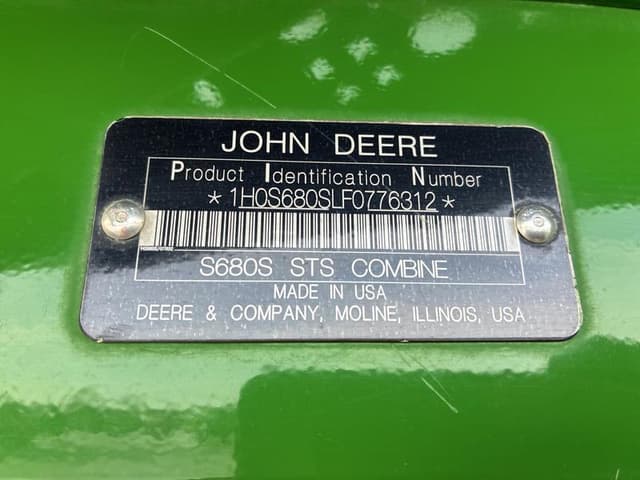 JOHN DEERE
Product Identification Number
*1H0S680SLF0776312*
S680S STS COMBINE
MADE IN USA
DEERE & COMPANY, MOLINE, ILLINOIS, USA